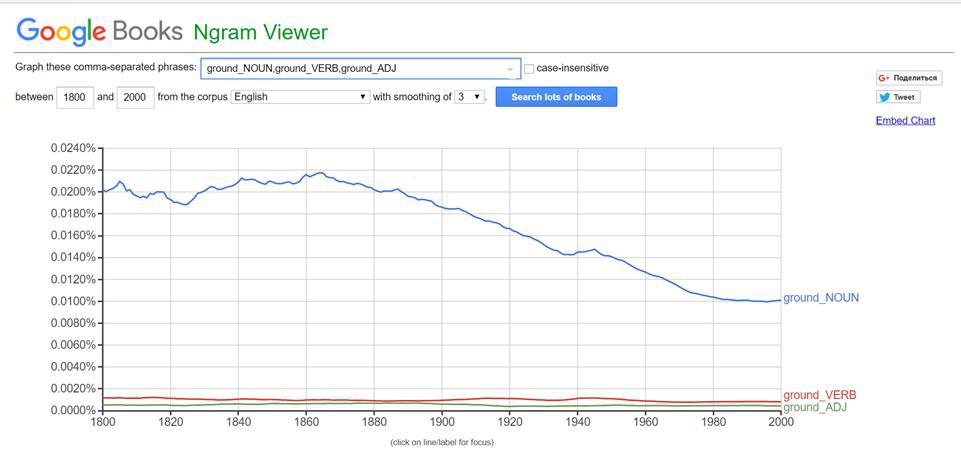 Google Books Ngram Viewer
Graph these comma-separated phrases: ground_NOUN,ground_VERB,ground_ADJ case-insensitive
between 1800 and 2000 from the corpus English with smoothing of 3 . Search lots of books
Поделиться
Tweet
Embed Chart
0.0240%
0.0220%
0.0200%
0.0180%
0.0160%
0.0140%
0.0120%
0.0100%
0.0080%
0.0060%
0.0040%
0.0020%
0.0000%
ground_NOUN
ground_VERB
ground_ADJ
1800 1820 1840 1860 1880 1900 1920 1940 1960 1980 2000
(click on line/label for focus)